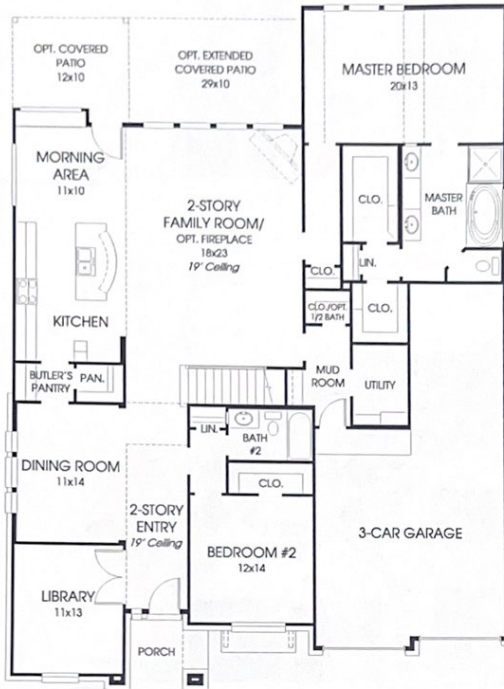 OPT. COVERED
PATIO
12x10
OPT. EXTENDED
COVERED PATIO
29x10
MASTER BEDROOM
20x13
MORNING
AREA
11x10
2-STORY
FAMILY ROOM/
OPT. FIREPLACE
18x23
19' Ceiling
CLO.
MASTER
BATH
LIN.
CLO.
CLO.
CLO./OPT.
1/2 BATH
KITCHEN
MUD
ROOM
UTILITY
BUTLER'S
PANTRY
PAN.
LIN.
BATH
#2
DINING ROOM
11x14
CLO.
2-STORY
ENTRY
19' Ceiling
3-CAR GARAGE
BEDROOM #2
12x14
LIBRARY
11x13
PORCH